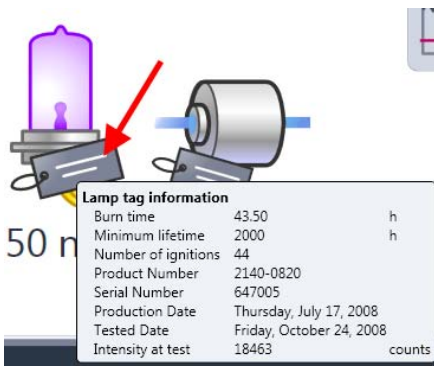 Lamp tag information
Burn time 43.50 h
Minimum lifetime 2000 h
Number of ignitions 44
50 n
Product Number 2140-0820
Serial Number 647005
Production Date Thursday, July 17, 2008
Tested Date Friday, October 24, 2008
Intensity at test 18463 counts